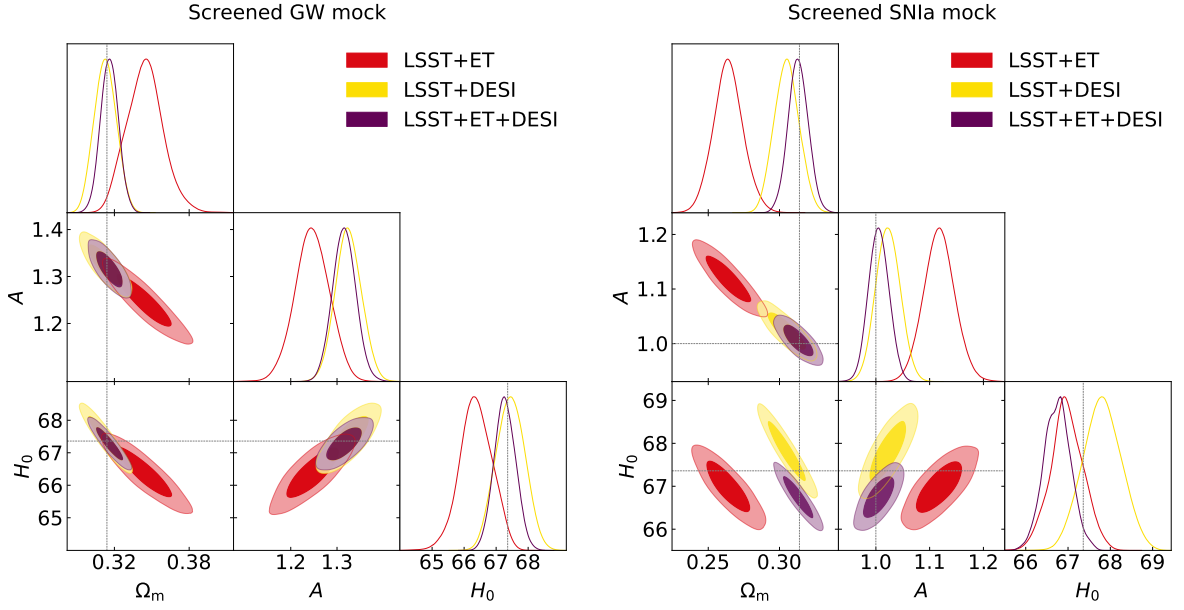 Screened GW mock
LSST+ET
LSST+DESI
LSST+ET+DESI
1.4
1.3
1.2
A
68
67
66
65
H₀
0.32 0.38
Ωₘ
1.2 1.3
A
65 66 67 68
H₀
Screened SNIa mock
LSST+ET
LSST+DESI
LSST+ET+DESI
1.2
1.1
1.0
A
69
68
67
66
H₀
0.25 0.30
Ωₘ
1.0 1.1
A
66 67 68 69
H₀